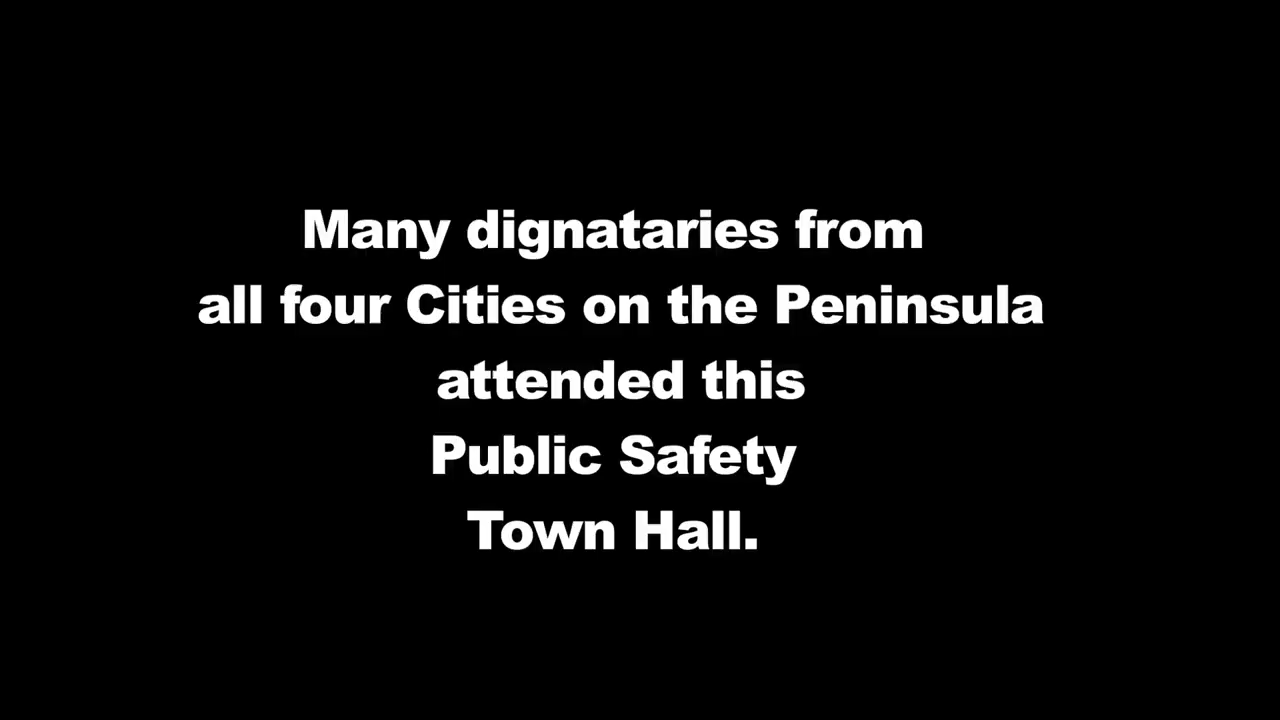 Many dignataries from
all four Cities on the Peninsula
attended this
Public Safety
Town Hall.